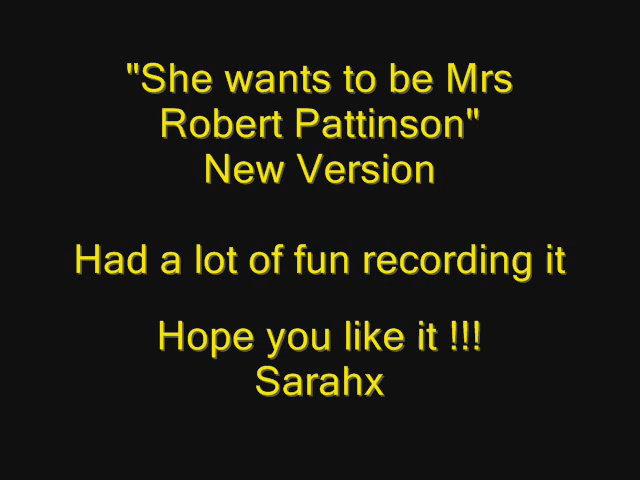 "She wants to be Mrs
Robert Pattinson"
New Version
Had a lot of fun recording it
Hope you like it !!!
Sarahx